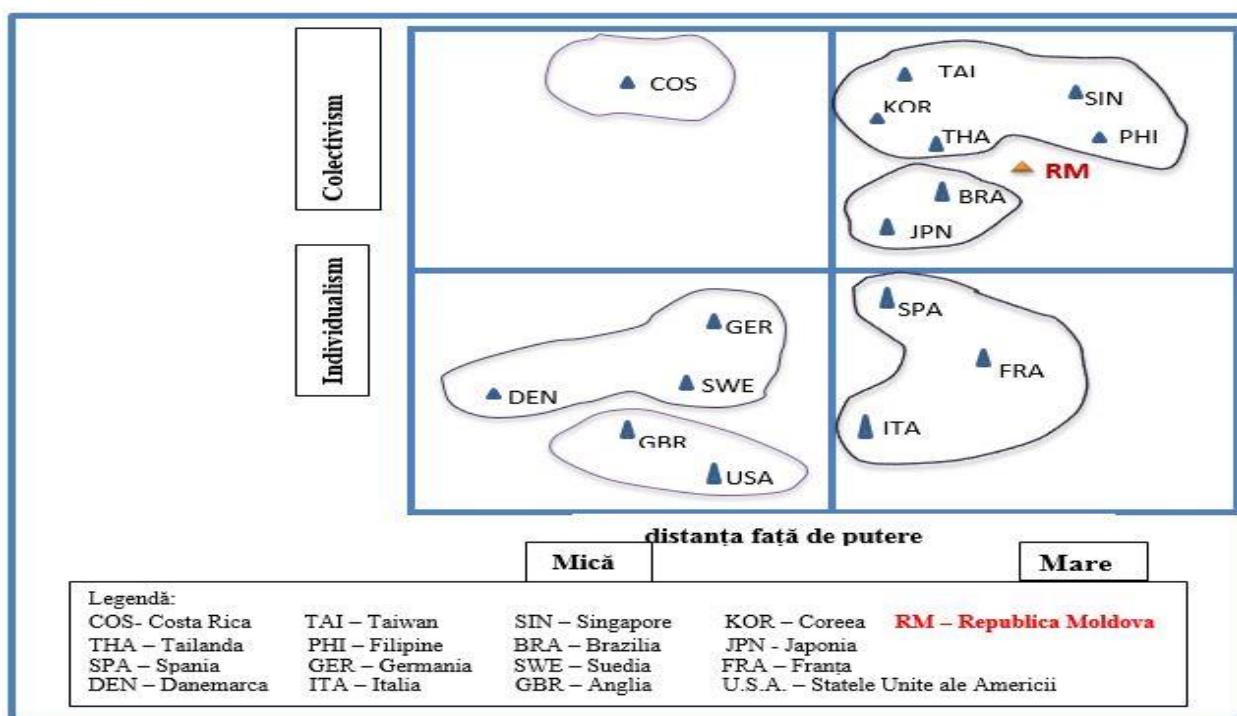 Colectivism
Individualism
COS
TAI
SIN
KOR
THA
PHI
RM
BRA
JPN
SPA
GER
FRA
DEN
SWE
ITA
GBR
USA
distanța față de putere
Mică
Mare
Legendă:
COS- Costa Rica TAI – Taiwan SIN – Singapore KOR – Coreea RM – Republica Moldova
THA – Tailanda PHI – Filipine BRA – Brazilia JPN - Japonia
SPA – Spania GER – Germania SWE – Suedia FRA – Franța
DEN – Danemarca ITA – Italia GBR – Anglia U.S.A. – Statele Unite ale Americii